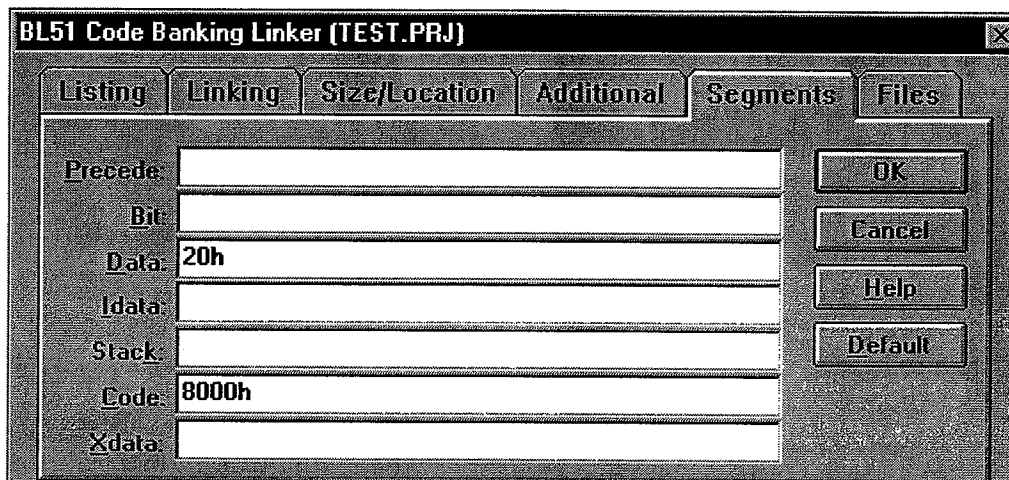 BL51 Code Banking Linker (TEST.PRJ)
Listing Linking Size/Location Additional Segments Files
Precede:
Bit:
Data: 20h
Idata:
Stack:
Code: 8000h
Xdata:
OK
Cancel
Help
Default